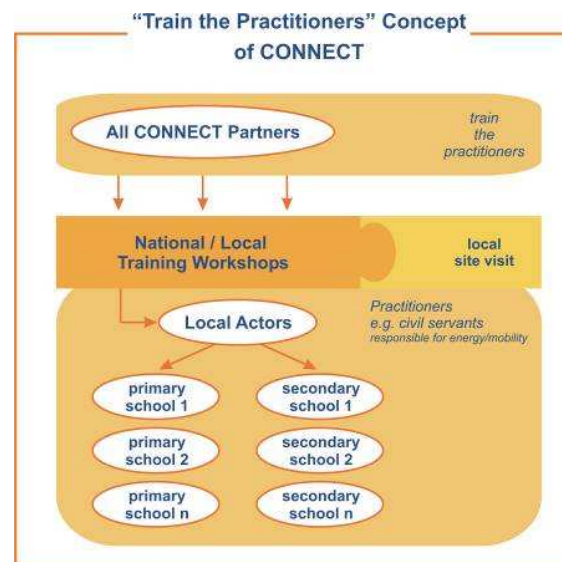 “Train the Practitioners” Concept
of CONNECT
All CONNECT Partners
train
the
practitioners
National / Local
Training Workshops
local
site visit
Practitioners
e.g. civil servants
responsible for energy/mobility
Local Actors
primary
school 1
secondary
school 1
primary
school 2
secondary
school 2
primary
school n
secondary
school n